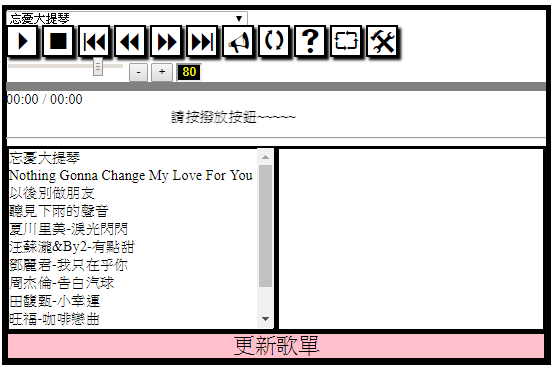 忘憂大提琴
?
- + 80
00:00 / 00:00
請按撥放按鈕~~~~~
忘憂大提琴
Nothing Gonna Change My Love For You
以後別做朋友
聽見下雨的聲音
夏川里美-淚光閃閃
汪蘇瀧&By2-有點甜
鄧麗君-我只在乎你
周杰倫-告白汽球
田馥甄-小幸運
旺福-咖啡戀曲
更新歌單